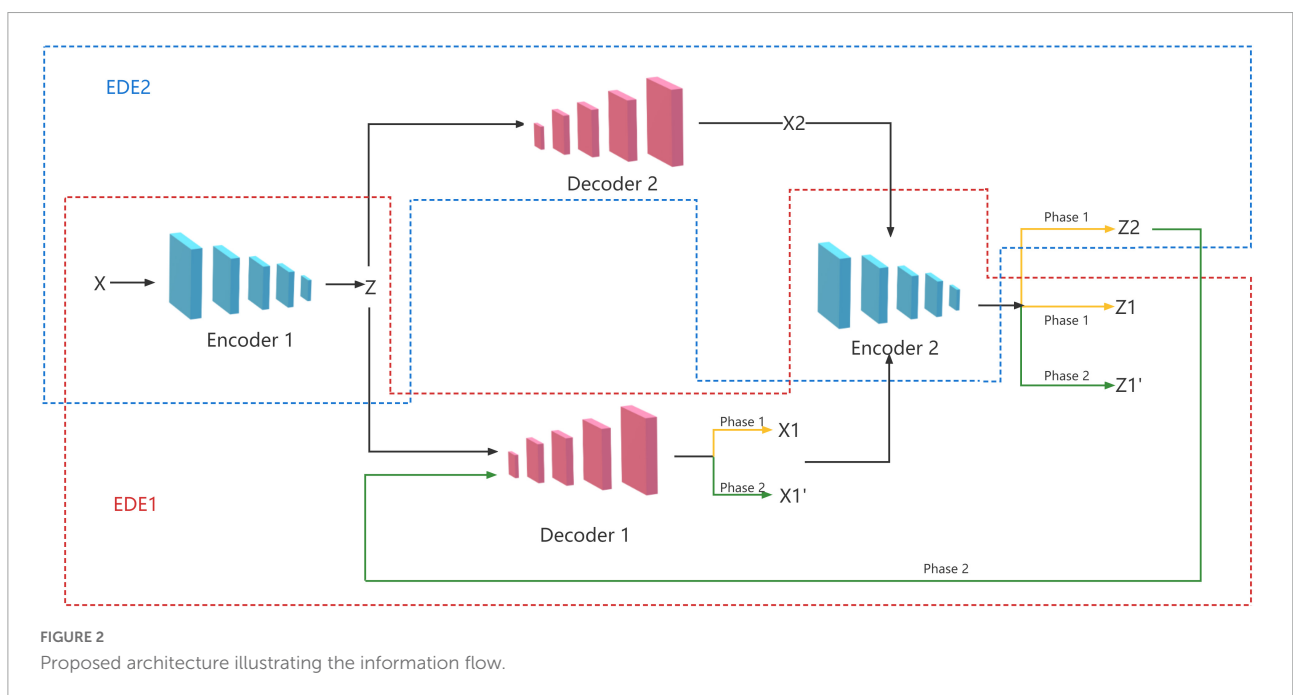 EDE2
X2
Decoder 2
Phase 1
Z2
X
Z
Encoder 1
Z1
Phase 1
Encoder 2
Phase 2
Z1'
Phase 1
X1
Phase 2
X1'
EDE1
Decoder 1
Phase 2
FIGURE 2
Proposed architecture illustrating the information flow.